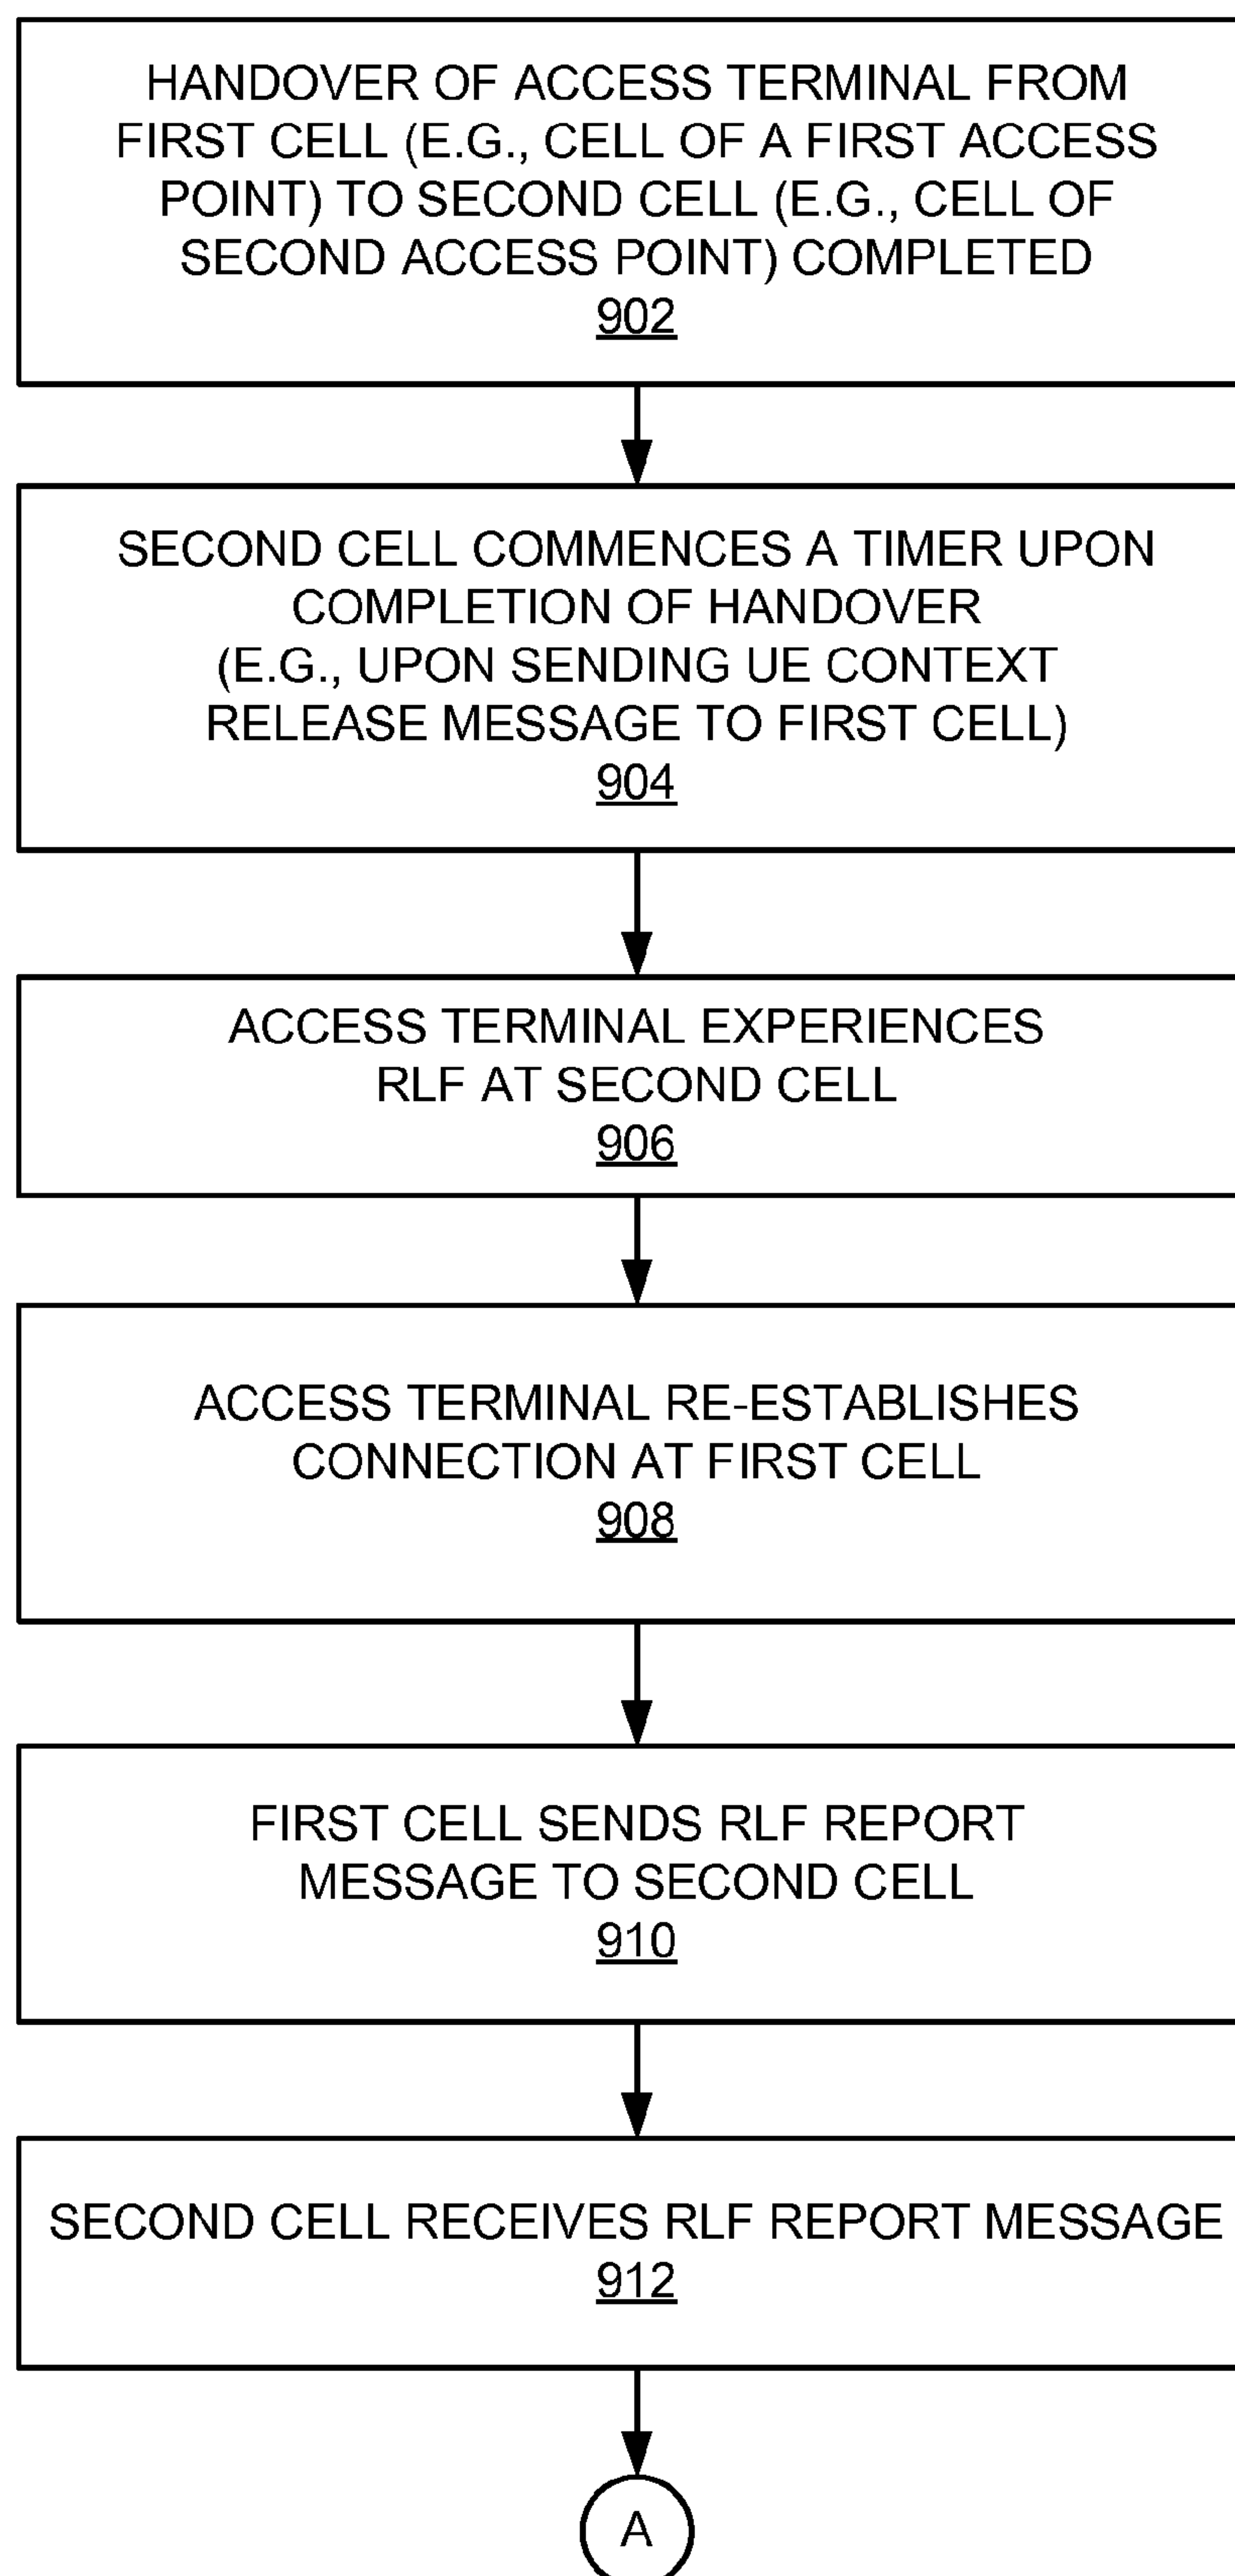 HANDOVER OF ACCESS TERMINAL FROM
FIRST CELL (E.G., CELL OF A FIRST ACCESS
POINT) TO SECOND CELL (E.G., CELL OF
SECOND ACCESS POINT) COMPLETED
902
SECOND CELL COMMENCES A TIMER UPON
COMPLETION OF HANDOVER
(E.G., UPON SENDING UE CONTEXT
RELEASE MESSAGE TO FIRST CELL)
904
ACCESS TERMINAL EXPERIENCES
RLF AT SECOND CELL
906
ACCESS TERMINAL RE-ESTABLISHES
CONNECTION AT FIRST CELL
908
FIRST CELL SENDS RLF REPORT
MESSAGE TO SECOND CELL
910
SECOND CELL RECEIVES RLF REPORT MESSAGE
912
A